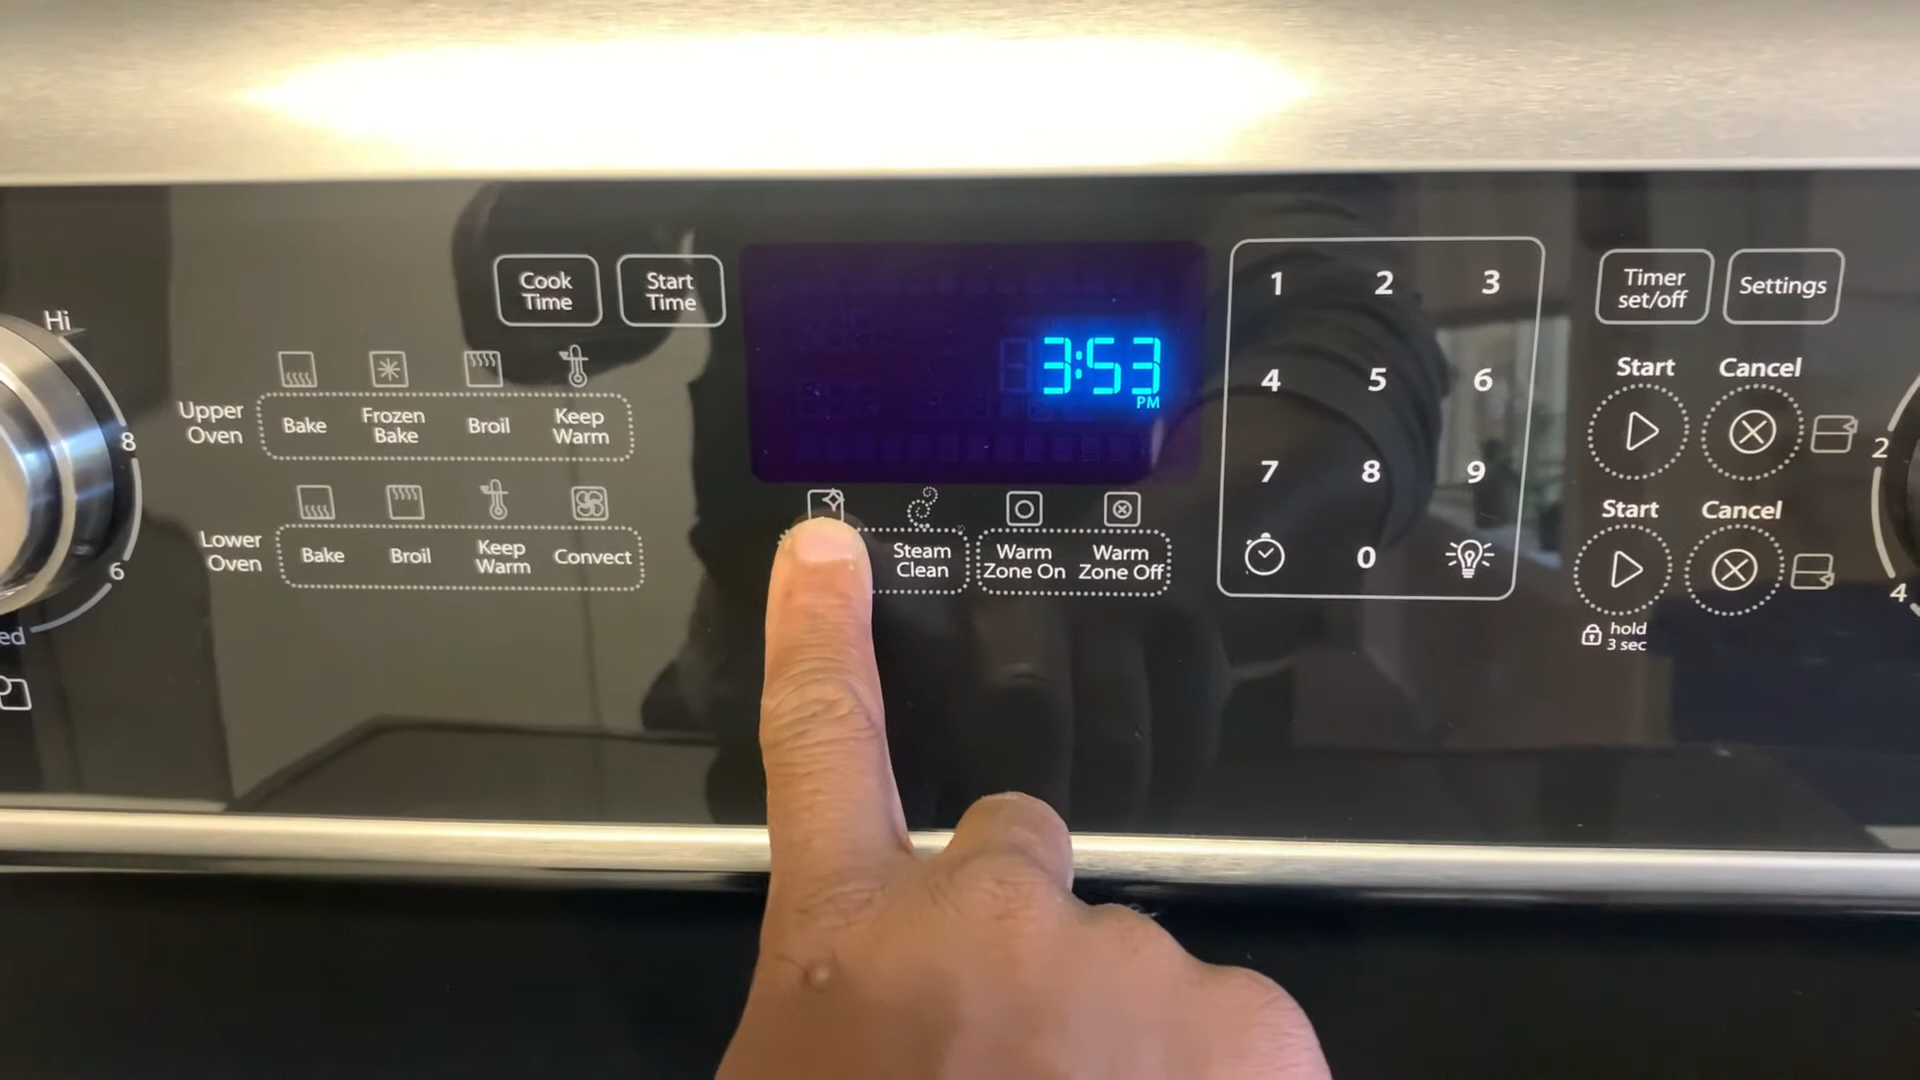 Hi
8
6
ed
Cook
Time
Start
Time
Upper
Oven
Bake
Frozen
Bake
Broil
Keep
Warm
Lower
Oven
Bake
Broil
Keep
Warm
Convect
3:53
PM
Steam
Clean
Warm
Zone On
Warm
Zone Off
1 2 3
4 5 6
7 8 9
0
Timer
set/off
Settings
Start
Cancel
Start
Cancel
hold
3 sec
2
4